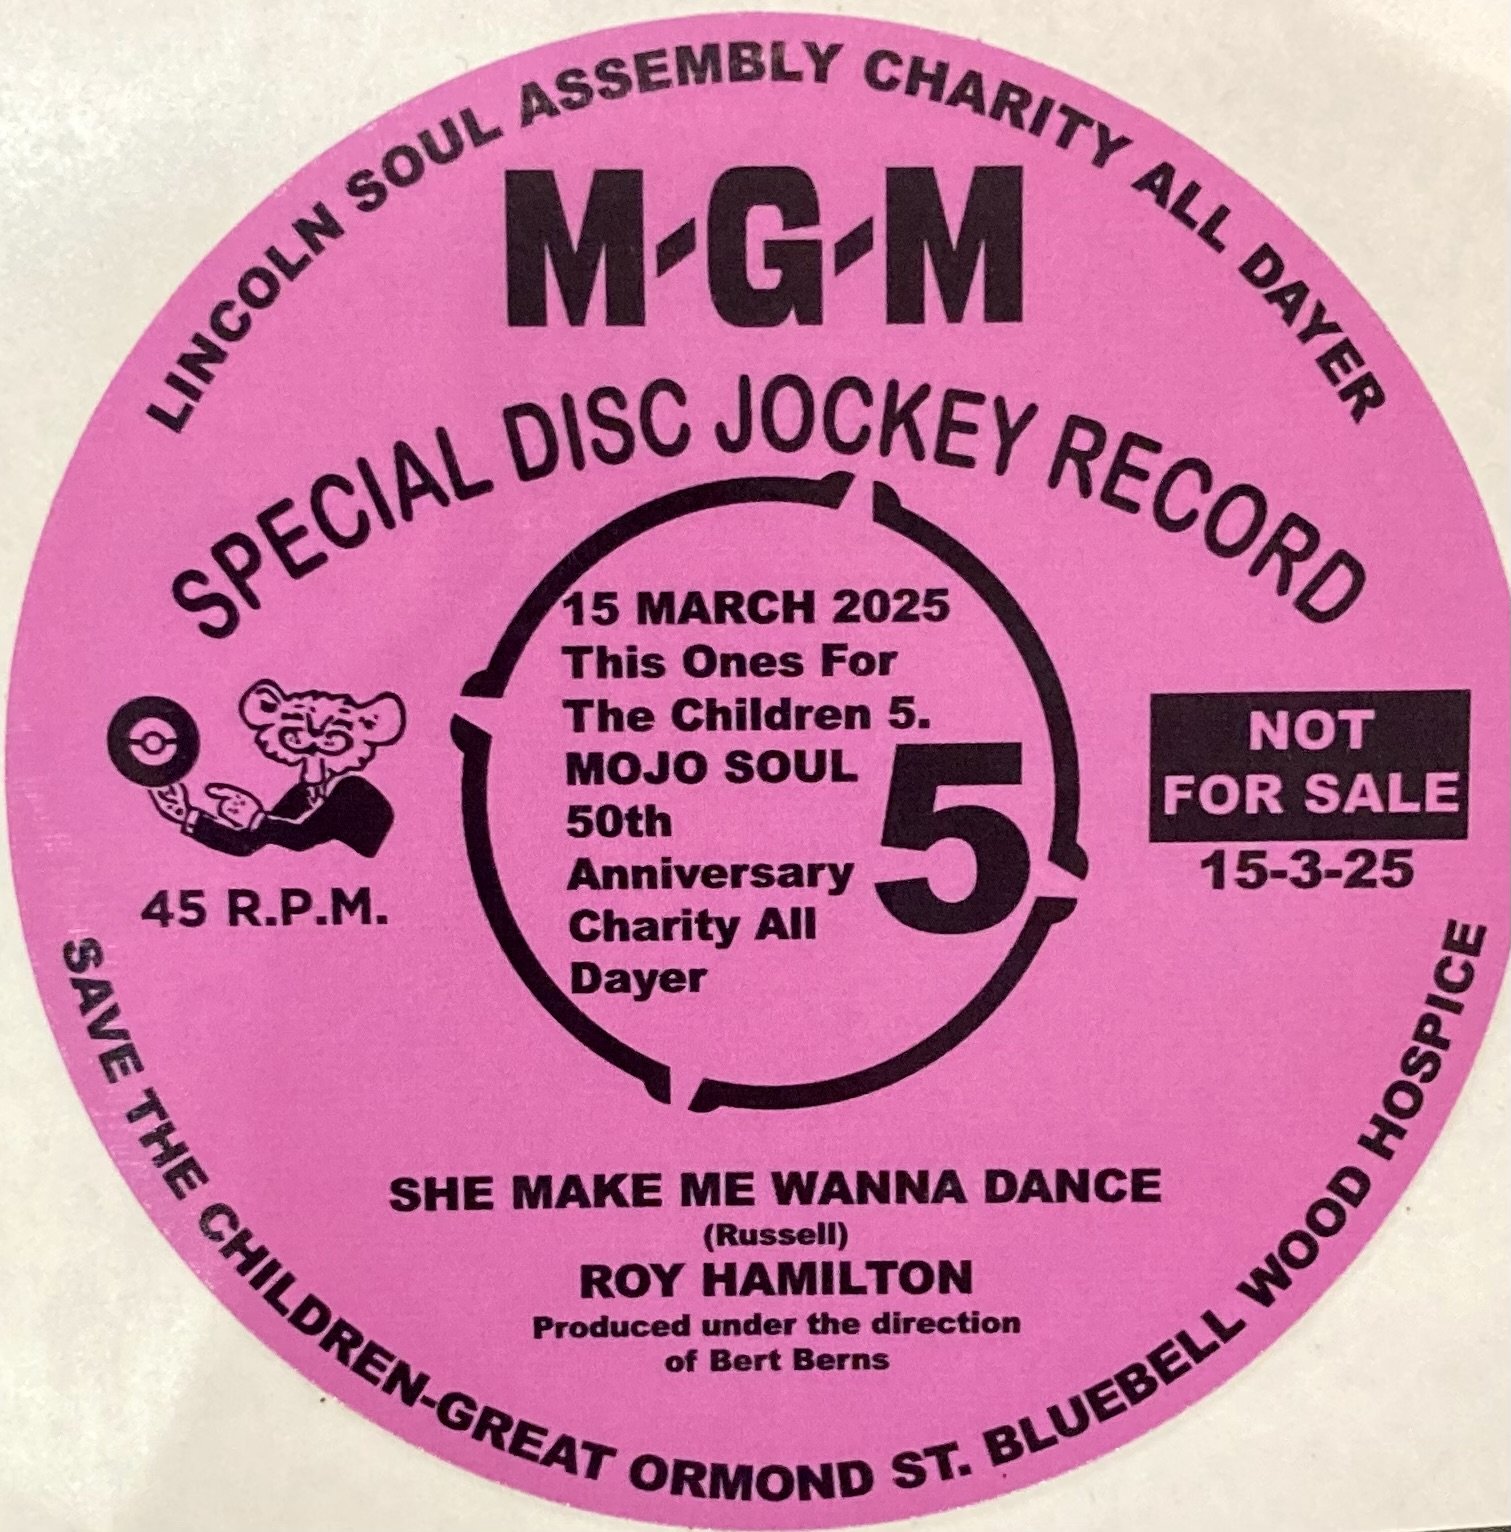 LINCOLN SOUL ASSEMBLY CHARITY ALL DAYER
M-G-M
SPECIAL DISC JOCKEY RECORD
15 MARCH 2025
This Ones For
The Children 5.
MOJO SOUL
50th
Anniversary
Charity All
Dayer
5
NOT
FOR SALE
15-3-25
45 R.P.M.
SHE MAKE ME WANNA DANCE
(Russell)
ROY HAMILTON
Produced under the direction
of Bert Berns
SAVE THE CHILDREN-GREAT ORMOND ST. BLUEBELL WOOD HOSPICE